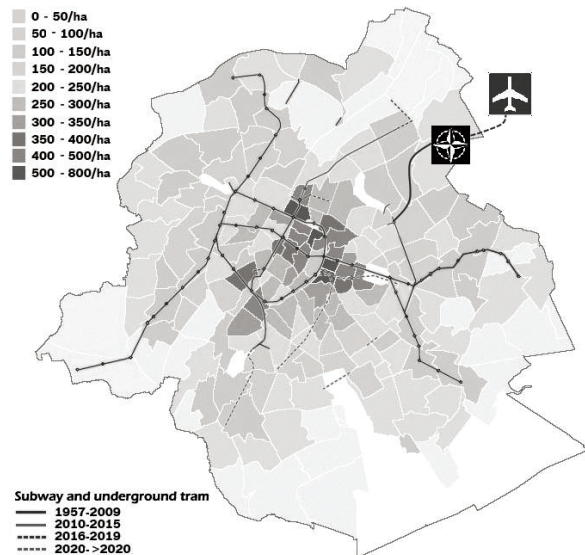 0 - 50/ha
50 - 100/ha
100 - 150/ha
150 - 200/ha
200 - 250/ha
250 - 300/ha
300 - 350/ha
350 - 400/ha
400 - 500/ha
500 - 800/ha
Subway and underground tram
1957-2009
2010-2015
2016-2019
2020- >2020